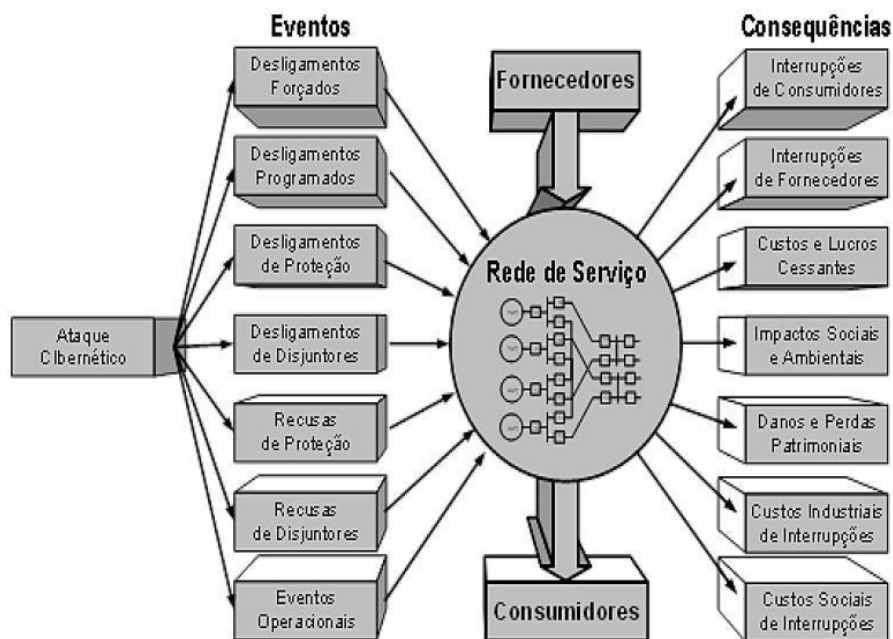 Eventos
Desligamentos
Forçados
Desligamentos
Programados
Desligamentos
de Proteção
Desligamentos
de Disjuntores
Recusas
de Proteção
Recusas
de Disjuntores
Eventos
Operacionais
Ataque
CIbernético
Fornecedores
Rede de Serviço
Consumidores
Consequências
Interrupções
de Consumidores
Interrupções
de Fornecedores
Custos e Lucros
Cessantes
Impactos Sociais
e Ambientais
Danos e Perdas
Patrimoniais
Custos Industriais
de Interrupções
Custos Sociais
de Interrupções